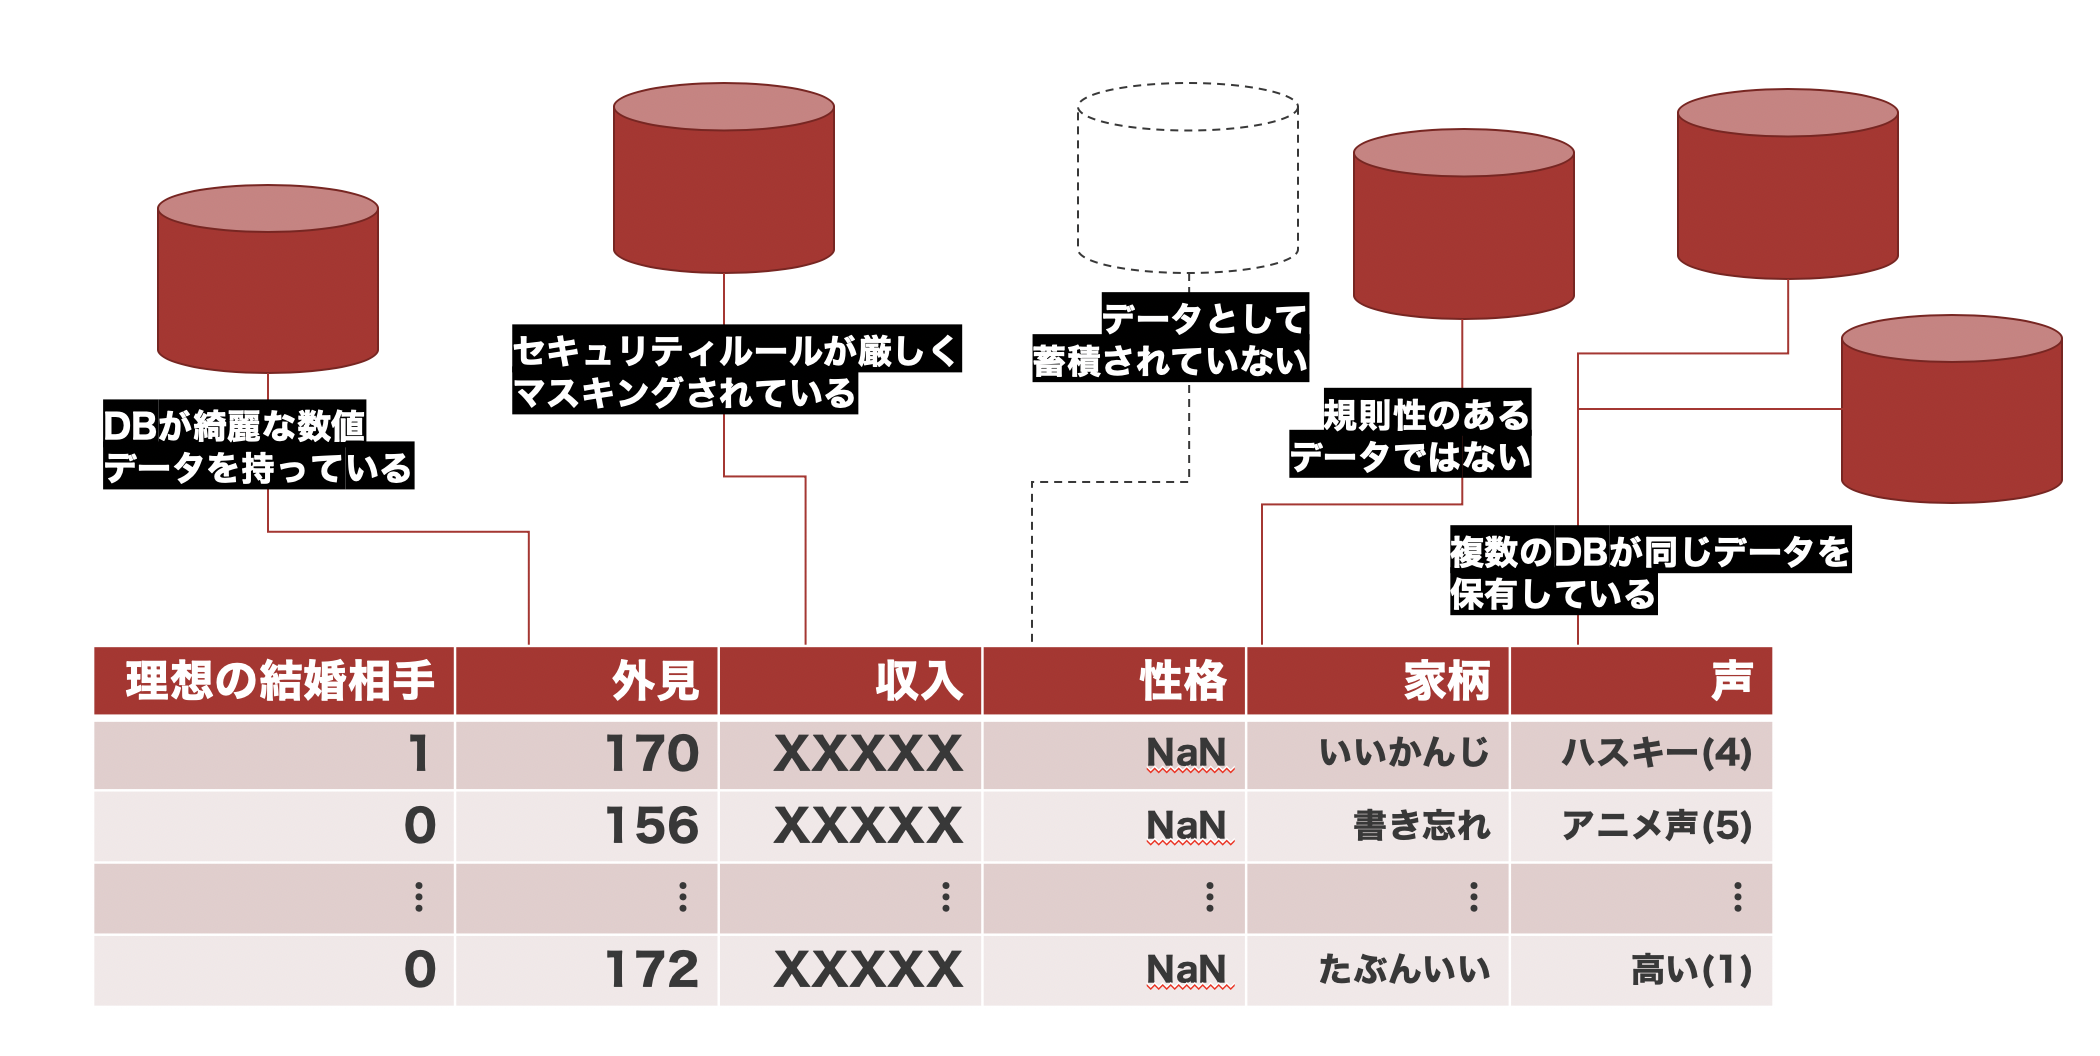 DBが綺麗な数値
データを持っている
セキュリティルールが厳しく
マスキングされている
データとして
蓄積されていない
規則性のある
データではない
複数のDBが同じデータを
保有している
理想の結婚相手 外見 収入 性格 家柄 声
1 170 XXXXX NaN いいかんじ ハスキー(4)
0 156 XXXXX NaN 書き忘れ アニメ声(5)
⋮ ⋮ ⋮ ⋮ ⋮ ⋮
0 172 XXXXX NaN たぶんいい 高い(1)